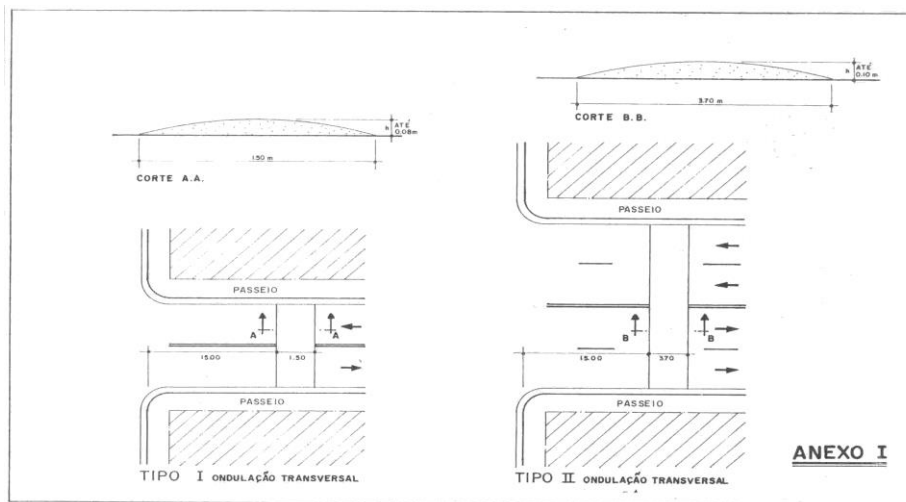 h ATÉ
0.08m
1.50 m
CORTE A.A.
PASSEIO
A A
15.00 1.50
PASSEIO
TIPO I ONDULAÇÃO TRANSVERSAL
h ATÉ
0.10 m
3.70 m
CORTE B.B.
PASSEIO
B B
15.00 3.70
PASSEIO
TIPO II ONDULAÇÃO TRANSVERSAL
ANEXO I